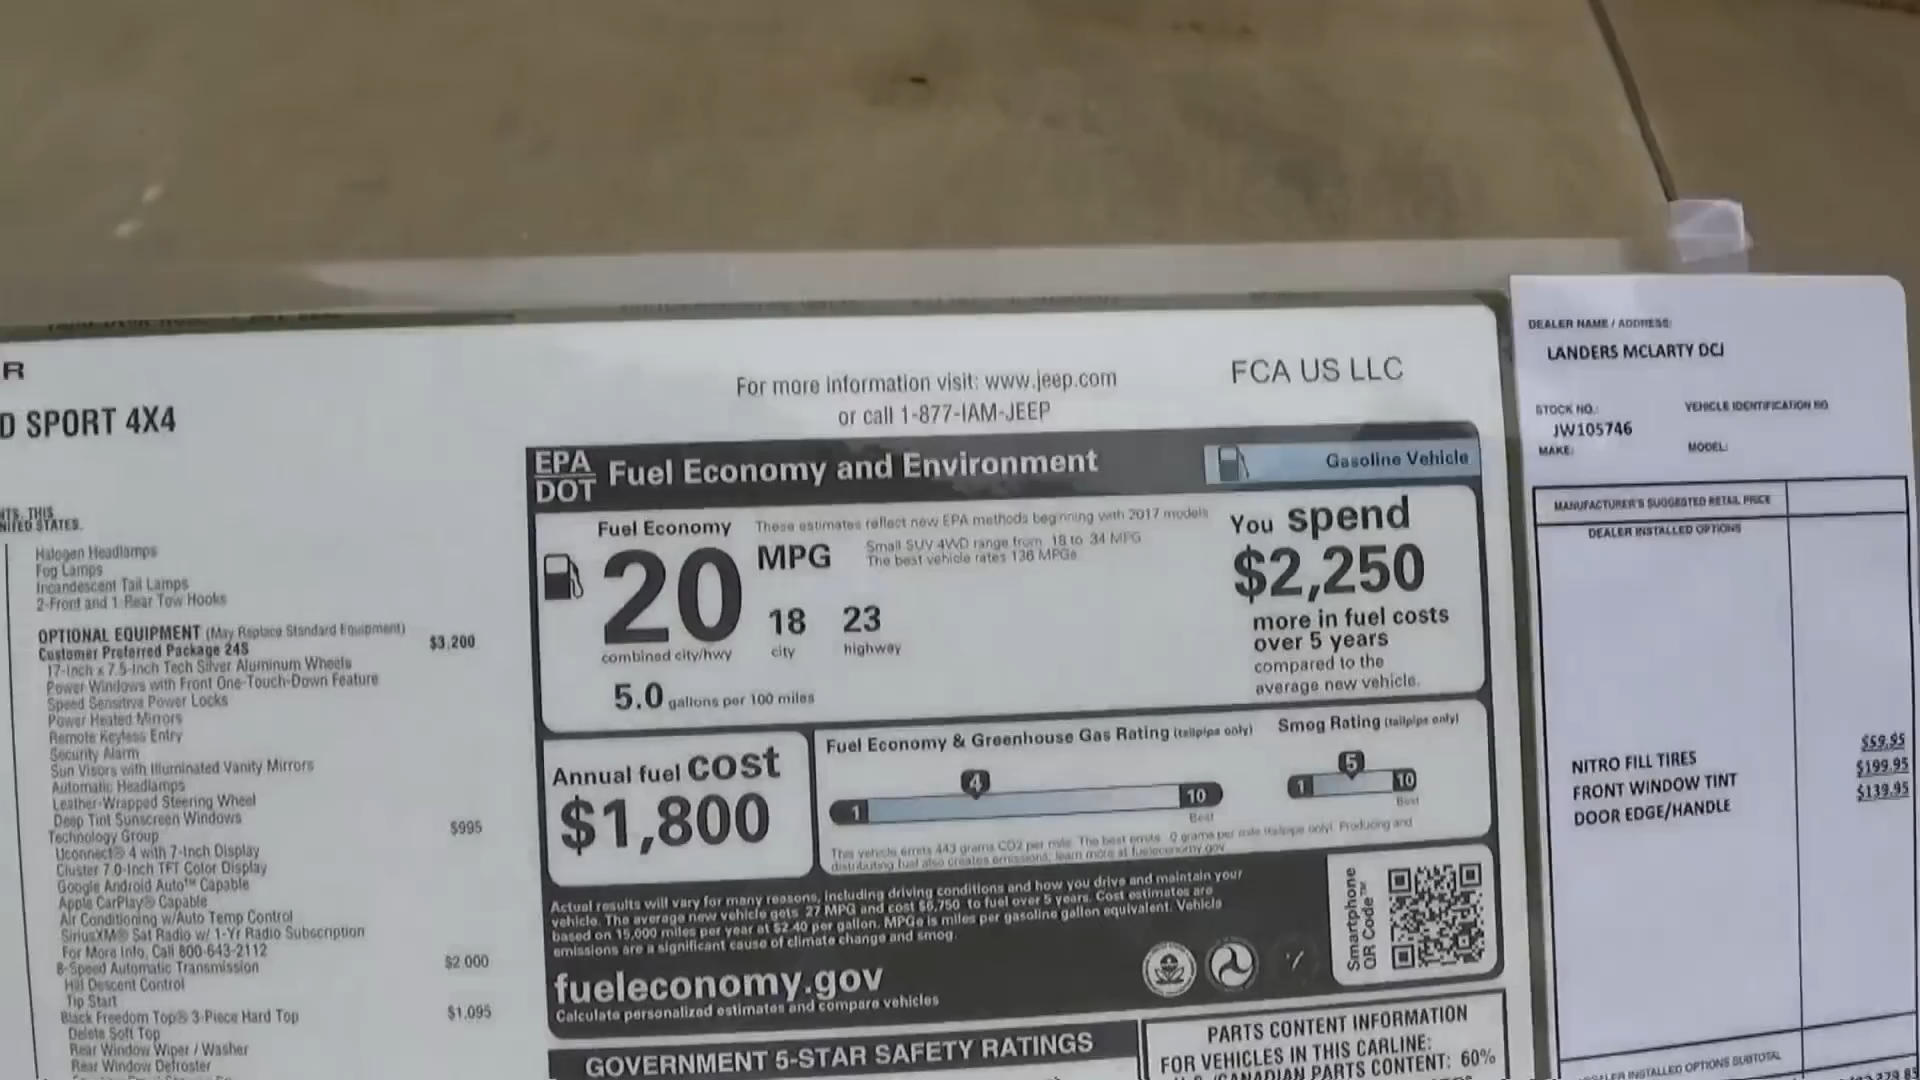 R
D SPORT 4X4
NTS. THIS
NITED STATES.
Halogen Headlamps
Fog Lamps
Incandescent Tail Lamps
2-Front and 1-Rear Tow Hooks
OPTIONAL EQUIPMENT (May Replace Standard Equipment)
Customer Preferred Package 24S $3,200
17-Inch x 7.5-Inch Tech Silver Aluminum Wheels
Power Windows with Front One-Touch-Down Feature
Speed Sensitive Power Locks
Power Heated Mirrors
Remote Keyless Entry
Security Alarm
Sun Visors with Illuminated Vanity Mirrors
Automatic Headlamps
Leather-Wrapped Steering Wheel
Deep Tint Sunscreen Windows
Technology Group $995
Uconnect® 4 with 7-Inch Display
Cluster 7.0-Inch TFT Color Display
Google Android Auto™ Capable
Apple CarPlay® Capable
Air Conditioning w/Auto Temp Control
SiriusXM® Sat Radio w/ 1-Yr Radio Subscription
For More Info, Call 800-643-2112
8-Speed Automatic Transmission $2,000
Hill Descent Control
Tip Start
Black Freedom Top® 3-Piece Hard Top $1,095
Delete Soft Top
Rear Window Wiper / Washer
Rear Window Defroster
For more information visit: www.jeep.com
or call 1-877-IAM-JEEP
FCA US LLC
EPA
DOT
Fuel Economy and Environment
Gasoline Vehicle
Fuel Economy
These estimates reflect new EPA methods beginning with 2017 models
20
MPG
Small SUV 4WD range from 18 to 34 MPG
The best vehicle rates 136 MPGe
18 23
combined city/hwy city highway
5.0 gallons per 100 miles
You spend
$2,250
more in fuel costs
over 5 years
compared to the
average new vehicle.
Annual fuel cost
$1,800
Fuel Economy & Greenhouse Gas Rating (tailpipe only)
4
1 10
Best
Smog Rating (tailpipe only)
5
1 10
Best
This vehicle emits 443 grams CO2 per mile. The best emits 0 grams per mile (tailpipe only). Producing and
distributing fuel also creates emissions; learn more at fueleconomy.gov
Actual results will vary for many reasons, including driving conditions and how you drive and maintain your
vehicle. The average new vehicle gets 27 MPG and cost $6,750 to fuel over 5 years. Cost estimates are
based on 15,000 miles per year at $2.40 per gallon. MPGe is miles per gasoline gallon equivalent. Vehicle
emissions are a significant cause of climate change and smog.
fueleconomy.gov
Calculate personalized estimates and compare vehicles
Smartphone
QR Code™
GOVERNMENT 5-STAR SAFETY RATINGS
PARTS CONTENT INFORMATION
FOR VEHICLES IN THIS CARLINE:
U.S./CANADIAN PARTS CONTENT: 60%
DEALER NAME / ADDRESS:
LANDERS MCLARTY DCJ
STOCK NO.: VEHICLE IDENTIFICATION NO
JW105746
MAKE: MODEL:
MANUFACTURER'S SUGGESTED RETAIL PRICE
DEALER INSTALLED OPTIONS
NITRO FILL TIRES $59.95
FRONT WINDOW TINT $199.95
DOOR EDGE/HANDLE $139.95
DEALER INSTALLED OPTIONS SUBTOTAL